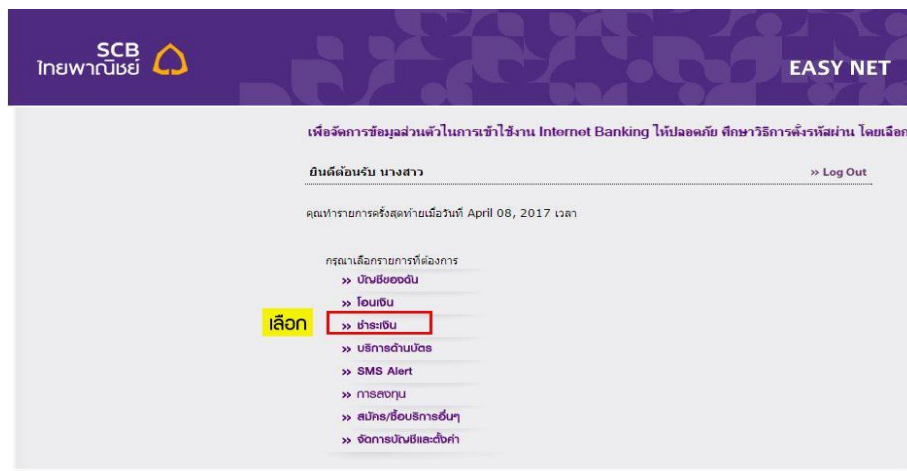 SCB
ไทยพาณิชย์
EASY NET
เพื่อจัดการข้อมูลส่วนตัวในการเข้าใช้งาน Internet Banking ให้ปลอดภัย ศึกษาวิธีการตั้งรหัสผ่าน โดยเลือก
ยินดีต้อนรับ นางสาว
» Log Out
คุณทำรายการครั้งสุดท้ายเมื่อวันที่ April 08, 2017 เวลา
กรุณาเลือกรายการที่ต้องการ
» บัญชีของฉัน
» โอนเงิน
เลือก » ชำระเงิน
» บริการด้านบัตร
» SMS Alert
» การลงทุน
» สมัคร/ซื้อบริการอื่นๆ
» จัดการบัญชีและตั้งค่า